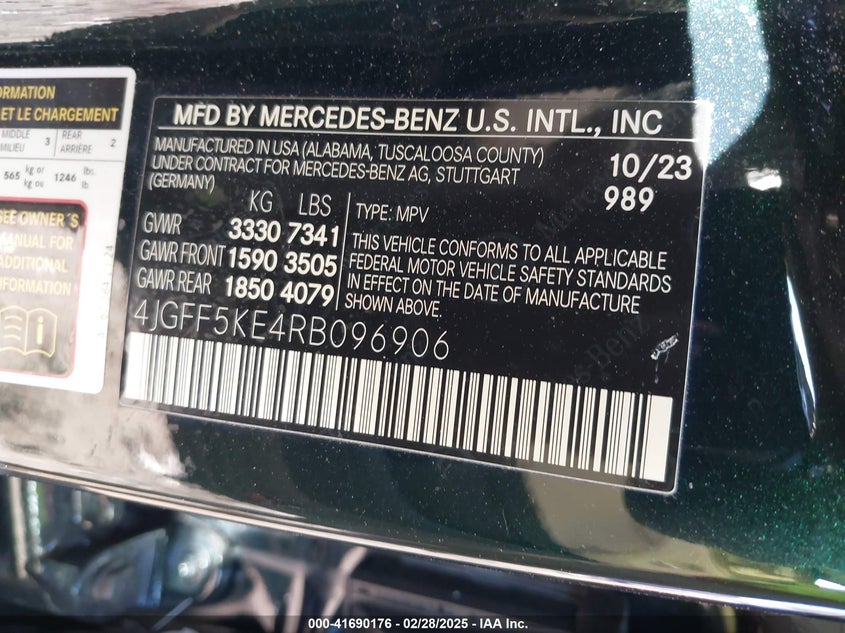 ORMATION
ET LE CHARGEMENT
MIDDLE 3 REAR 2
MILIEU ARRIÈRE
565 kg or 1246 lbs.
kg ou lb.
SEE OWNER'S
MANUAL FOR
ADDITIONAL
INFORMATION
MFD BY MERCEDES-BENZ U.S. INTL., INC
MANUFACTURED IN USA (ALABAMA, TUSCALOOSA COUNTY) 10/23
UNDER CONTRACT FOR MERCEDES-BENZ AG, STUTTGART 989
(GERMANY)
KG LBS
GVWR 3330 7341
GAWR FRONT 1590 3505
GAWR REAR 1850 4079
TYPE: MPV
THIS VEHICLE CONFORMS TO ALL APPLICABLE
FEDERAL MOTOR VEHICLE SAFETY STANDARDS
IN EFFECT ON THE DATE OF MANUFACTURE
SHOWN ABOVE.
4JGFF5KE4RB096906
000-41690176 - 02/28/2025 - IAA Inc.